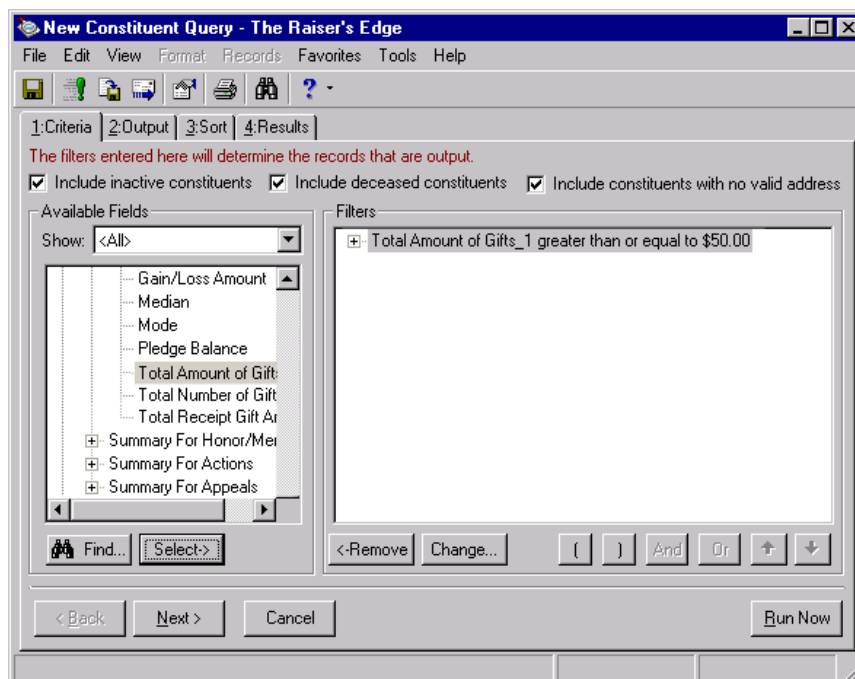 New Constituent Query - The Raiser's Edge
File Edit View Format Records Favorites Tools Help
1:Criteria 2:Output 3:Sort 4:Results
The filters entered here will determine the records that are output.
Include inactive constituents Include deceased constituents Include constituents with no valid address
Available Fields
Show: <All>
Gain/Loss Amount
Median
Mode
Pledge Balance
Total Amount of Gifts
Total Number of Gift
Total Receipt Gift Ar
Summary For Honor/Mer
Summary For Actions
Summary For Appeals
Find... Select->
Filters
Total Amount of Gifts_1 greater than or equal to $50.00
<-Remove Change... ( ) And Or
< Back Next > Cancel Run Now